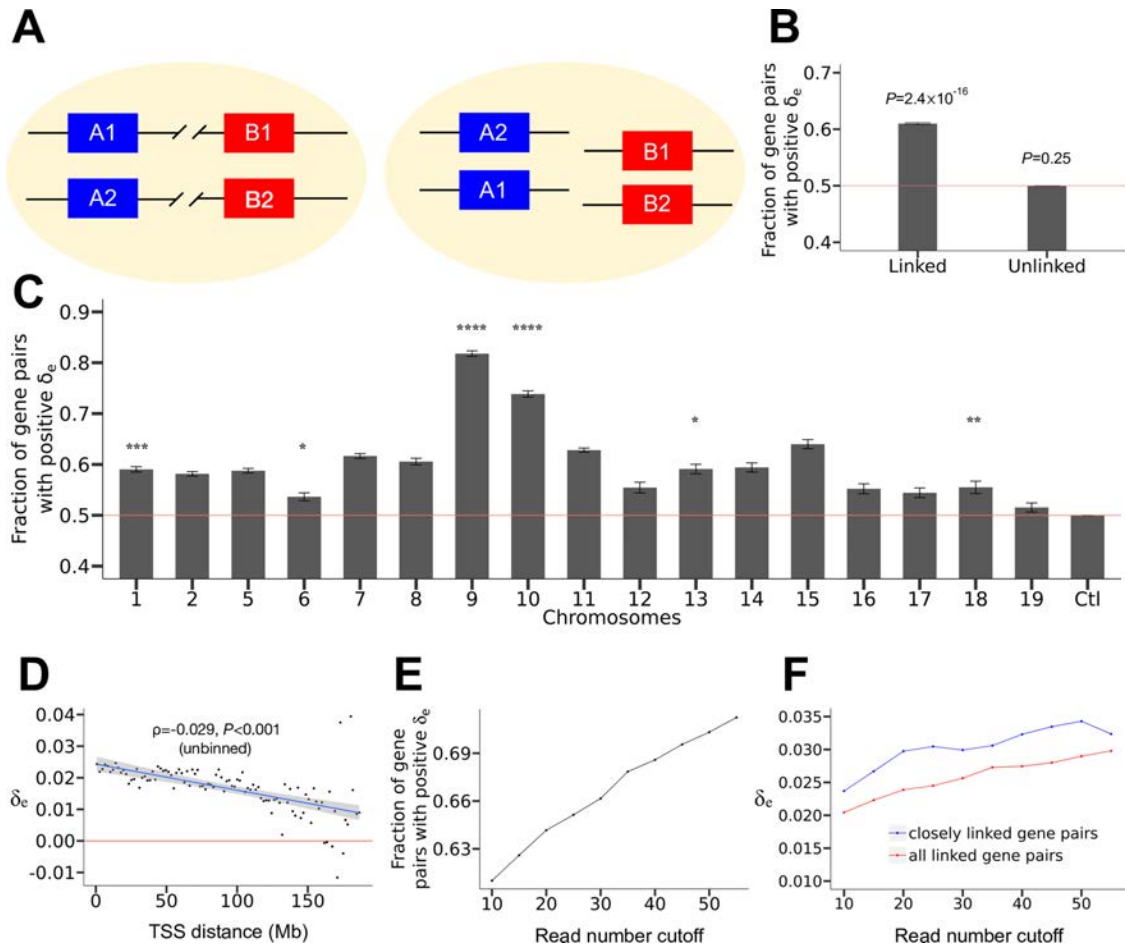 A
A1
B1
A2
B2
A2
B1
A1
B2
B
Fraction of gene pairs
with positive δe
0.6
0.5
0.4
P=2.4×10-16
P=0.25
Linked
Unlinked
C
Fraction of gene pairs
with positive δe
0.9
0.8
0.7
0.6
0.5
0.4
***
*
****
****
*
**
1 2 5 6 7 8 9 10 11 12 13 14 15 16 17 18 19 Ctl
Chromosomes
D
δe
0.04
0.03
0.02
0.01
0.00
-0.01
ρ=-0.029, P<0.001
(unbinned)
0 50 100 150
TSS distance (Mb)
E
Fraction of gene
pairs with positive δe
0.69
0.66
0.63
10 20 30 40 50
Read number cutoff
F
δe
0.035
0.030
0.025
0.020
0.015
0.010
closely linked gene pairs
all linked gene pairs
10 20 30 40 50
Read number cutoff